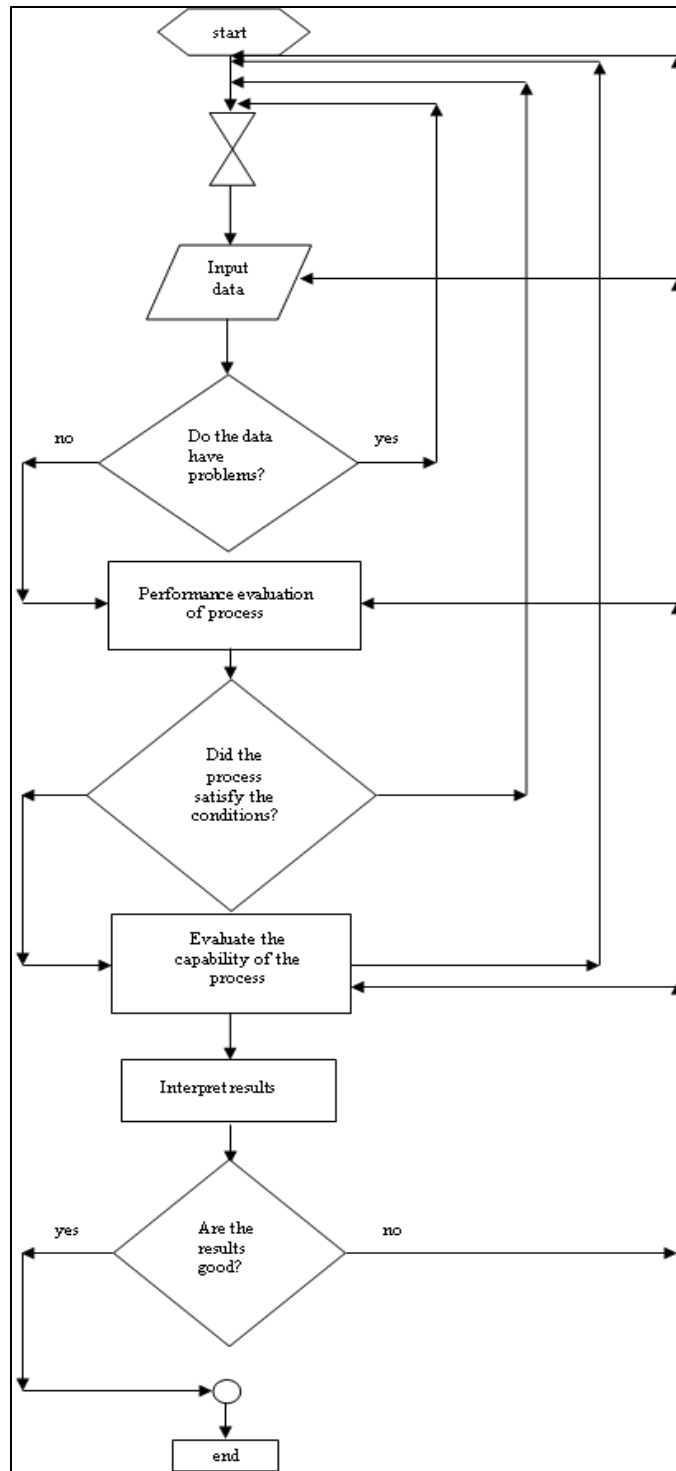 start
Input
data
no
yes
Do the data
have
problems?
Performance evaluation
of process
Did the
process
satisfy the
conditions?
Evaluate the
capability of the
process
Interpret results
yes
no
Are the
results
good?
end